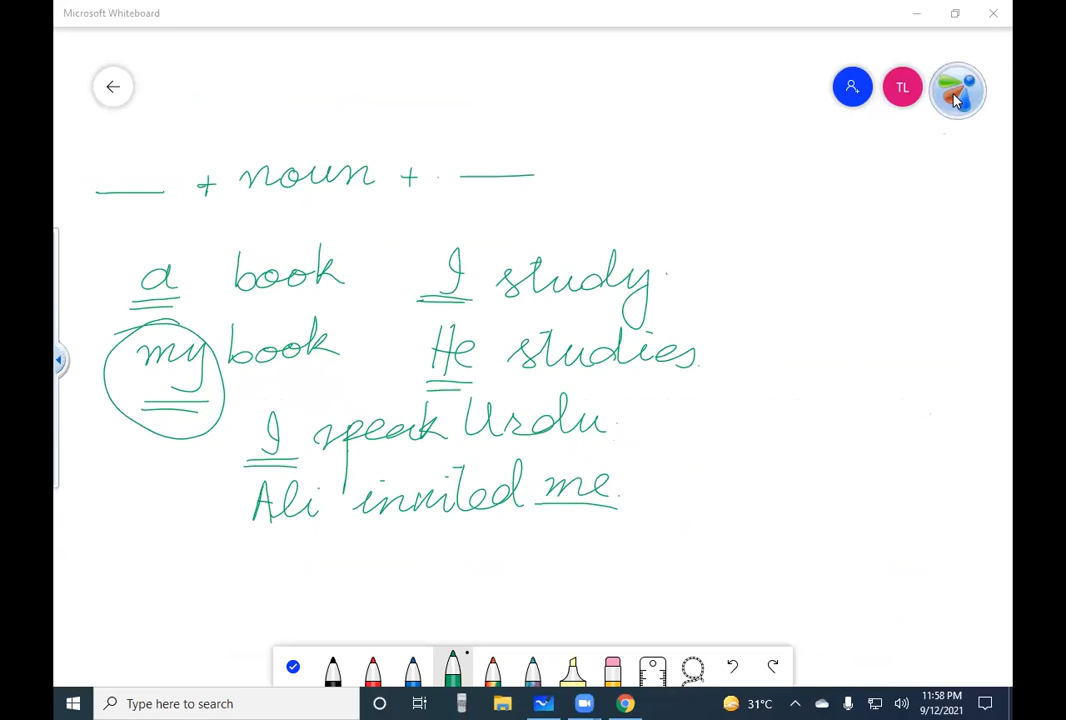 Microsoft Whiteboard
TL
___ + noun + ___
a book I study.
my book He studies.
I speak Urdu.
Ali invited me.
Type here to search
31°C
11:58 PM
9/12/2021